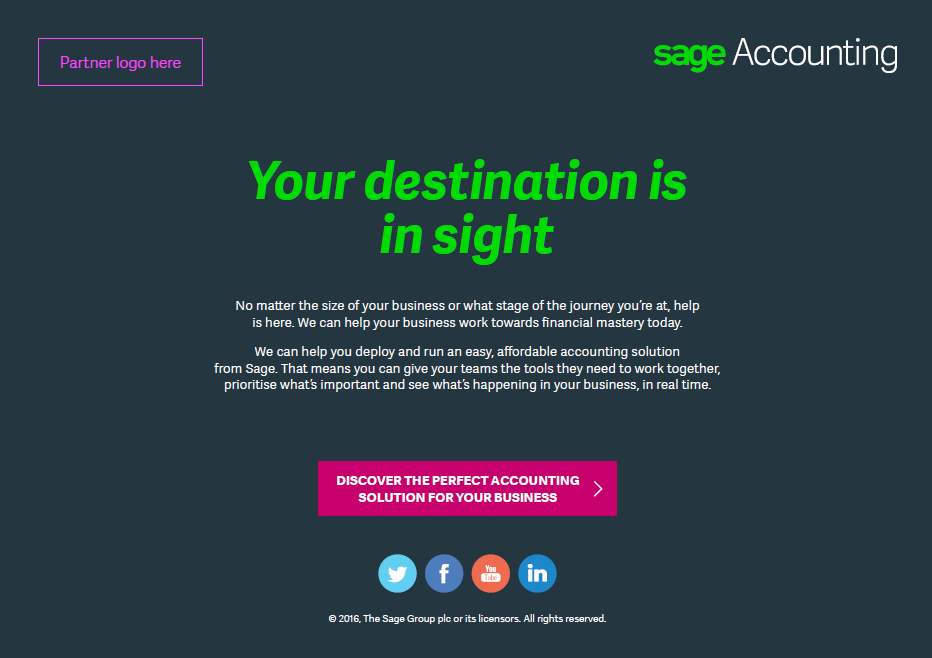 Partner logo here
sage Accounting
Your destination is
in sight
No matter the size of your business or what stage of the journey you’re at, help
is here. We can help your business work towards financial mastery today.
We can help you deploy and run an easy, affordable accounting solution
from Sage. That means you can give your teams the tools they need to work together,
prioritise what’s important and see what’s happening in your business, in real time.
DISCOVER THE PERFECT ACCOUNTING
SOLUTION FOR YOUR BUSINESS
f
You
Tube
in
© 2016, The Sage Group plc or its licensors. All rights reserved.